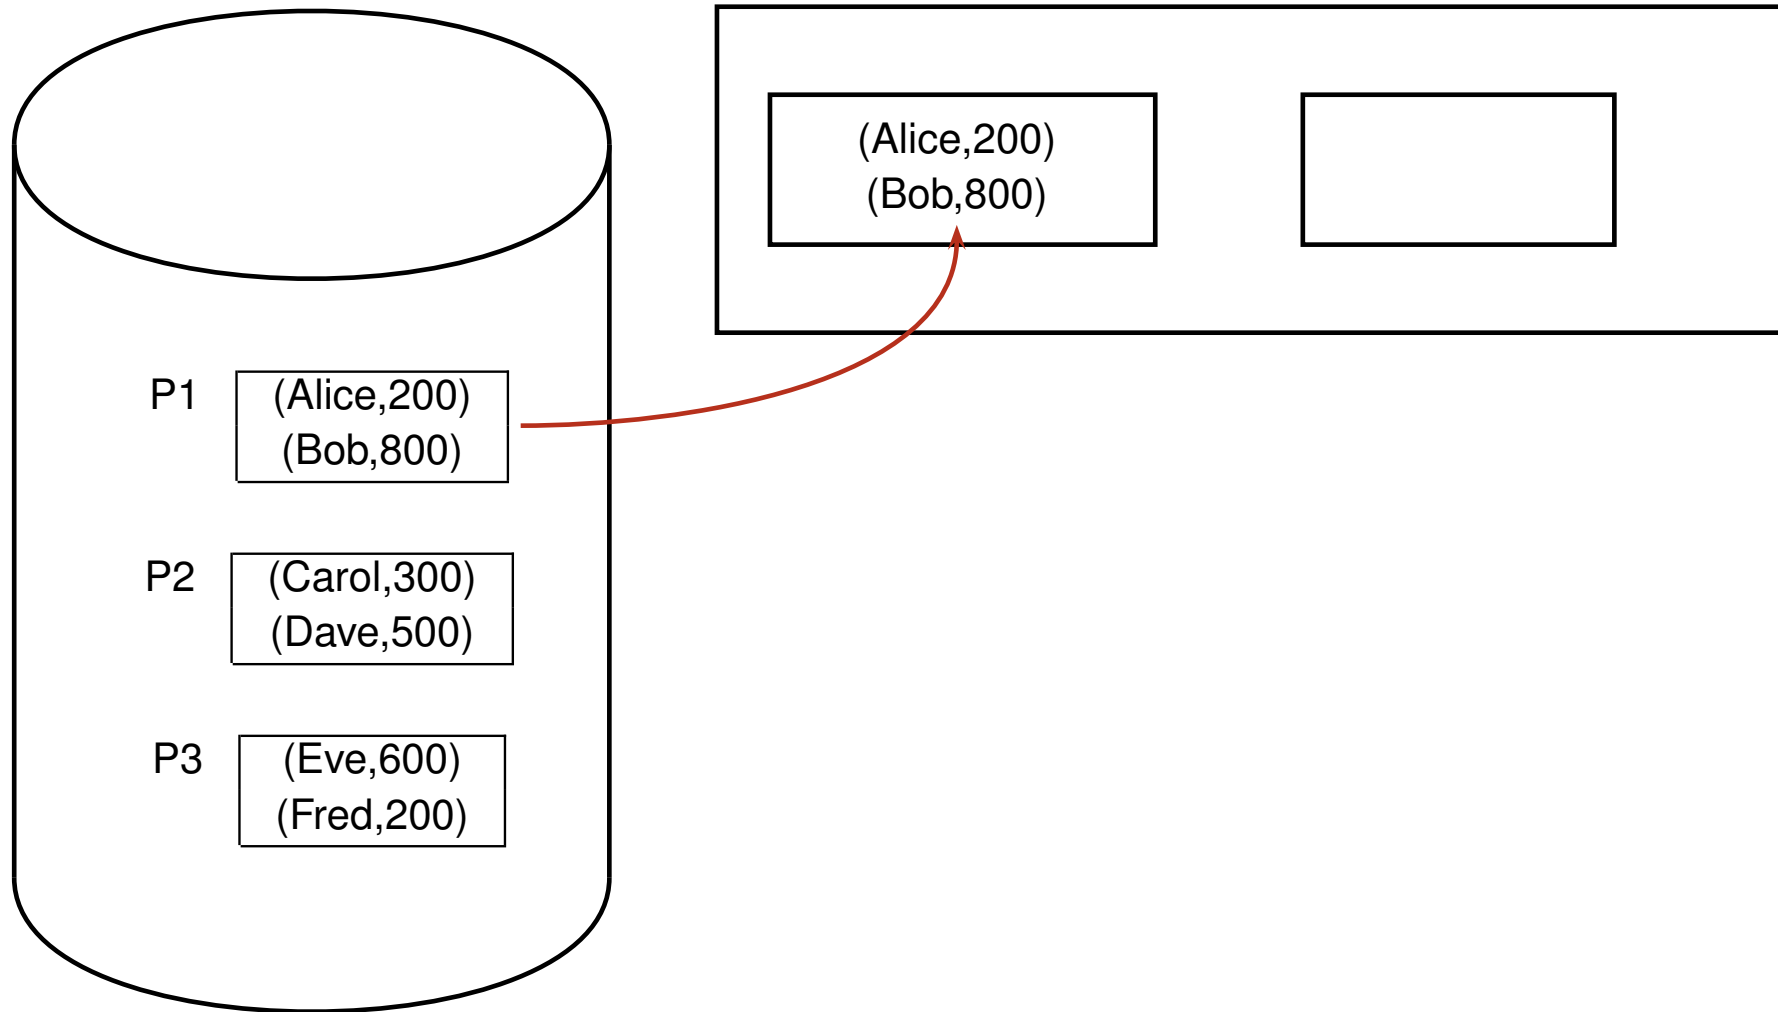 (Alice,200)
(Bob,800)
P1
(Alice,200)
(Bob,800)
P2
(Carol,300)
(Dave,500)
P3
(Eve,600)
(Fred,200)